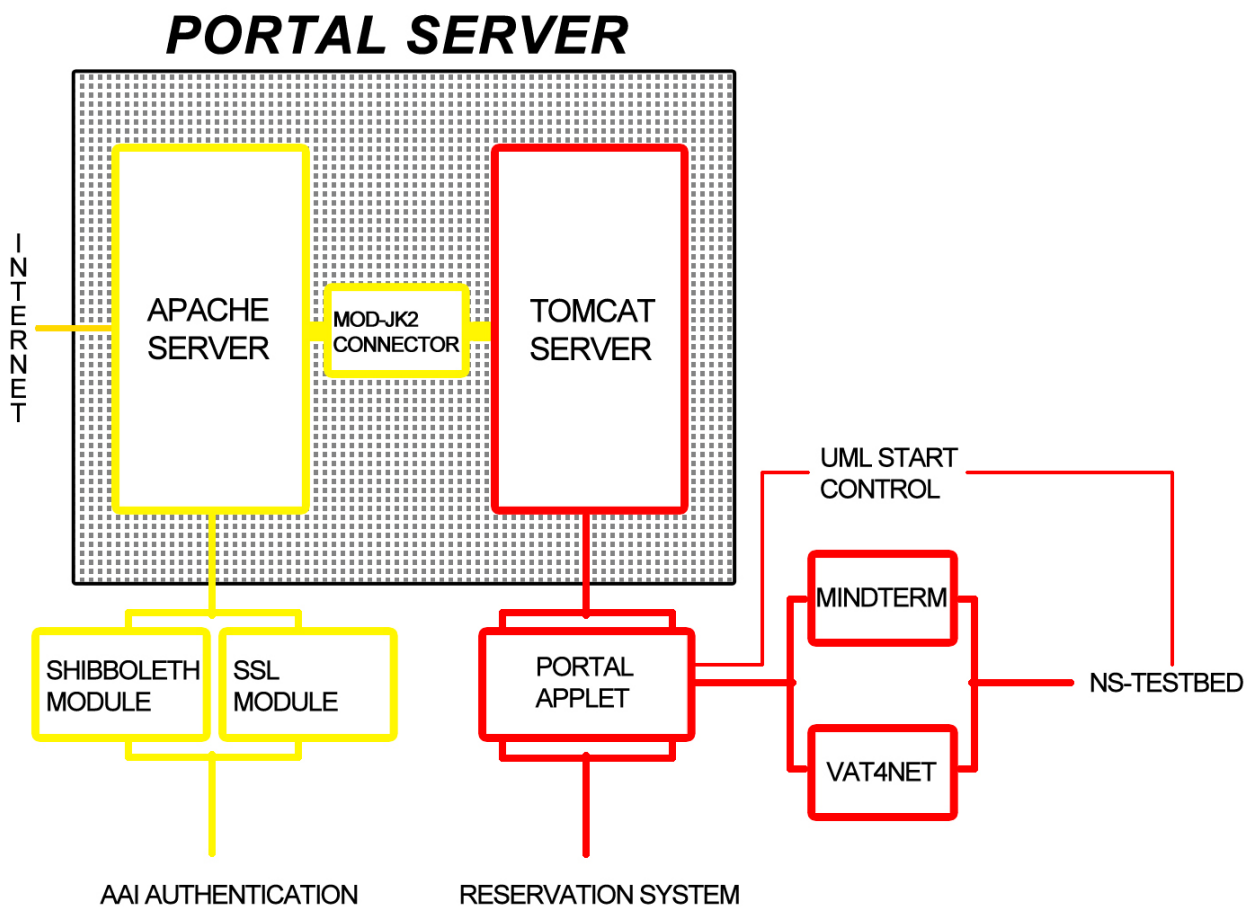 PORTAL SERVER
INTERNET
APACHE
SERVER
MOD-JK2
CONNECTOR
TOMCAT
SERVER
UML START
CONTROL
MINDTERM
SHIBBOLETH
MODULE
SSL
MODULE
PORTAL
APPLET
NS-TESTBED
VAT4NET
AAI AUTHENTICATION
RESERVATION SYSTEM